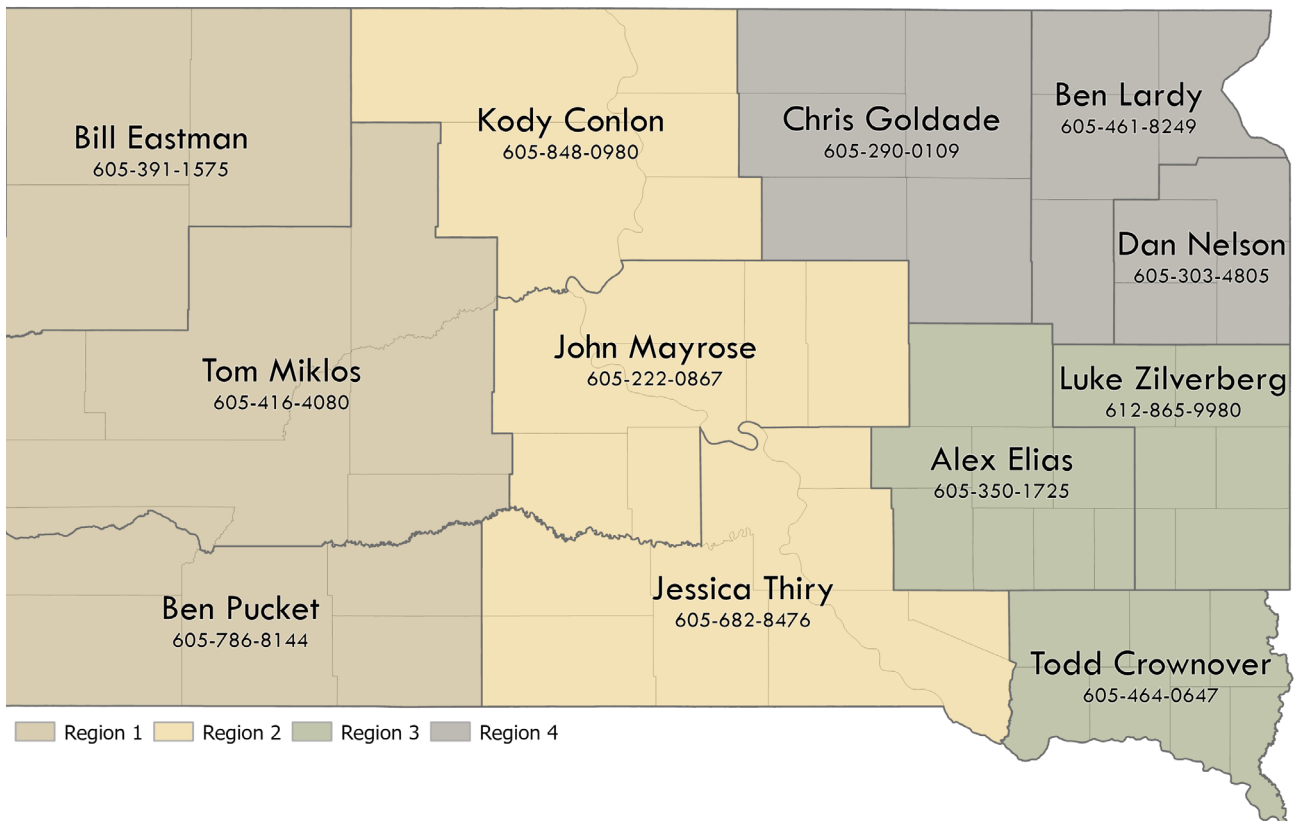 Bill Eastman
605-391-1575
Kody Conlon
605-848-0980
Chris Goldade
605-290-0109
Ben Lardy
605-461-8249
Dan Nelson
605-303-4805
Tom Miklos
605-416-4080
John Mayrose
605-222-0867
Luke Zilverberg
612-865-9980
Alex Elias
605-350-1725
Ben Pucket
605-786-8144
Jessica Thiry
605-682-8476
Todd Crownover
605-464-0647
Region 1
Region 2
Region 3
Region 4